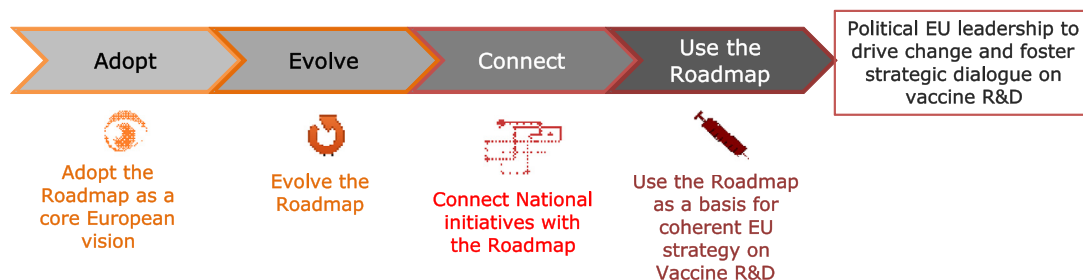 Adopt
Evolve
Connect
Use the
Roadmap
Political EU leadership to
drive change and foster
strategic dialogue on
vaccine R&D
Adopt the
Roadmap as a
core European
vision
Evolve the
Roadmap
Connect National
initiatives with
the Roadmap
Use the Roadmap
as a basis for
coherent EU
strategy on
Vaccine R&D